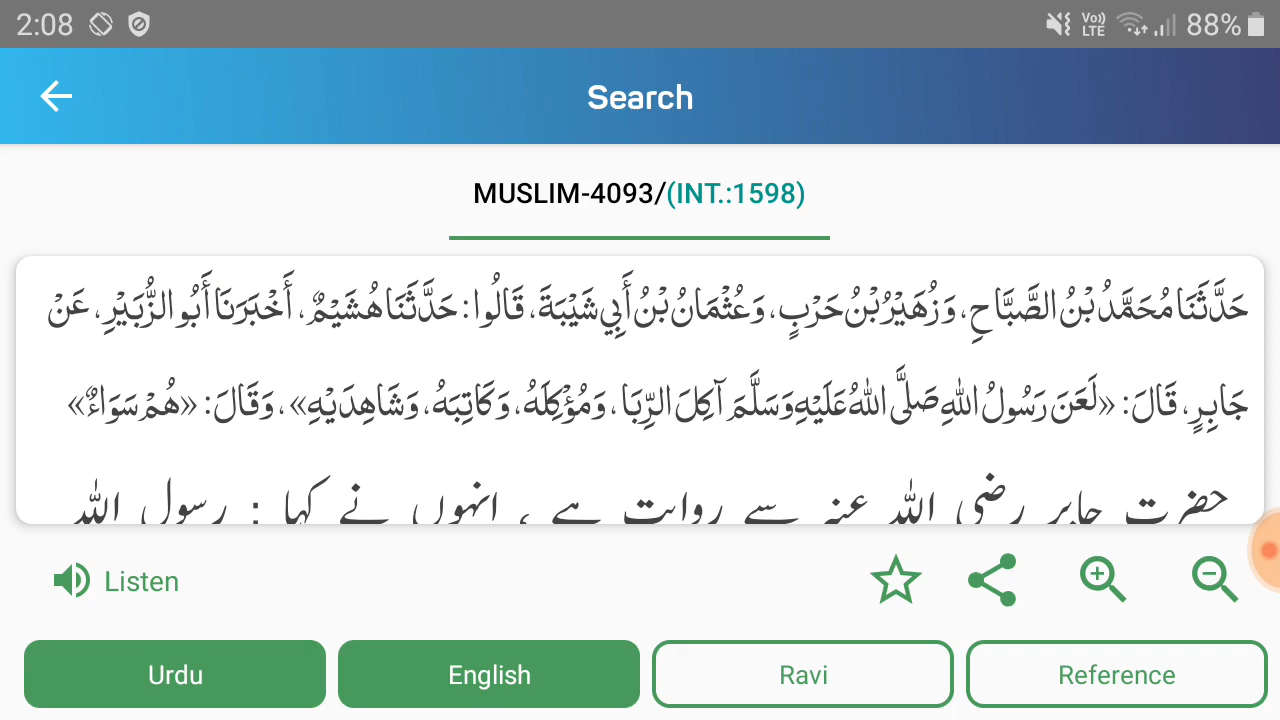 2:08
Vo)) LTE 88%
Search
MUSLIM-4093/(INT.:1598)
حَدَّثَنَا مُحَمَّدُ بْنُ الصَّبَّاحِ، وَزُهَيْرُ بْنُ حَرْبٍ، وَعُثْمَانُ بْنُ أَبِي شَيْبَةَ، قَالُوا: حَدَّثَنَا هُشَيْمٌ، أَخْبَرَنَا أَبُو الزُّبَيْرِ، عَنْ
جَابِرٍ، قَالَ: «لَعَنَ رَسُولُ اللهِ صَلَّى اللهُ عَلَيْهِ وَسَلَّمَ آكِلَ الرِّبَا، وَمُؤْكِلَهُ، وَكَاتِبَهُ، وَشَاهِدَيْهِ»، وَقَالَ: «هُمْ سَوَاءٌ»
حضرت جابر رضی اللہ عنہ سے روایت ہے ، انہوں نے کہا : رسول اللہ
Listen
Urdu English Ravi Reference